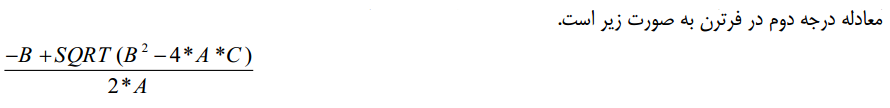 معادله درجه دوم در فرترن به صورت زیر است.
−B +SQRT (B² −4*A *C)
2*A